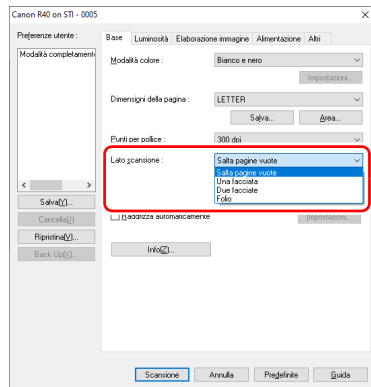 Canon R40 on STI - 0005
Preferenze utente :
Modalità completamente
Salva(Y)...
Cancella(J)
Ripristina(V)...
Back Up(X)...
Base Luminosità Elaborazione immagine Alimentazione Altri
Modalità colore : Bianco e nero
Impostazioni...
Dimensioni della pagina : LETTER
Salva... Area...
Punti per pollice : 300 dpi
Lato scansione : Salta pagine vuote
Salta pagine vuote
Una facciata
Due facciate
Folio
Raddrizza automaticamente Impostazioni...
Info(Z)...
Scansione Annulla Predefinite Guida